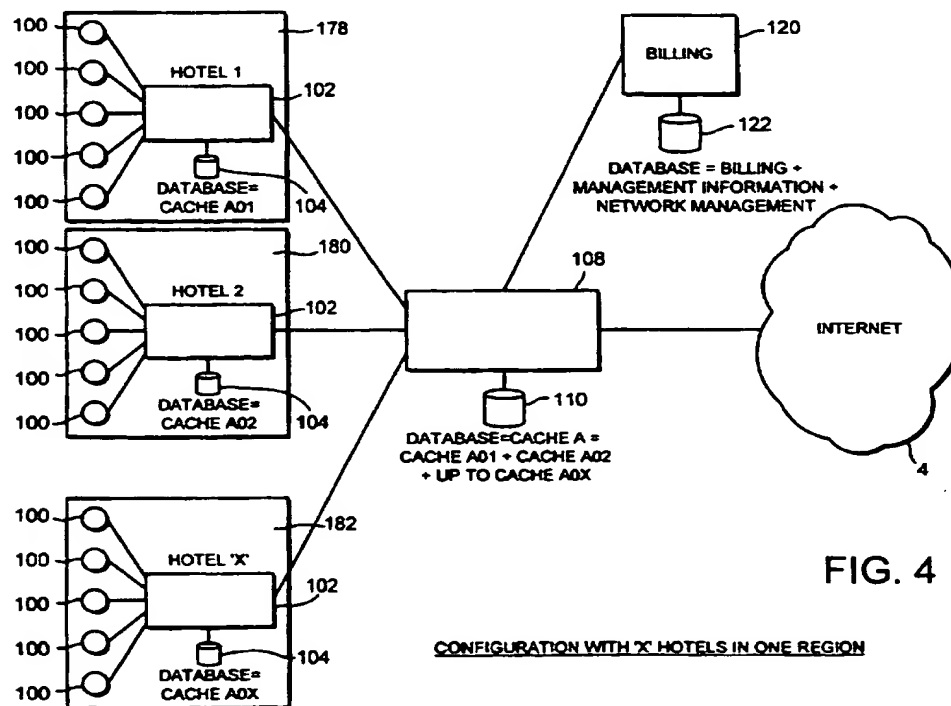 100
178
HOTEL 1
100
102
100
100
104
DATABASE=
CACHE A01
100
100
180
HOTEL 2
100
102
100
100
104
DATABASE=
CACHE A02
100
100
182
HOTEL 'X'
100
102
100
100
104
DATABASE=
CACHE A0X
100
108
110
DATABASE=CACHE A =
CACHE A01 + CACHE A02
+ UP TO CACHE A0X
BILLING
120
122
DATABASE = BILLING +
MANAGEMENT INFORMATION +
NETWORK MANAGEMENT
INTERNET
4
FIG. 4
CONFIGURATION WITH 'X' HOTELS IN ONE REGION